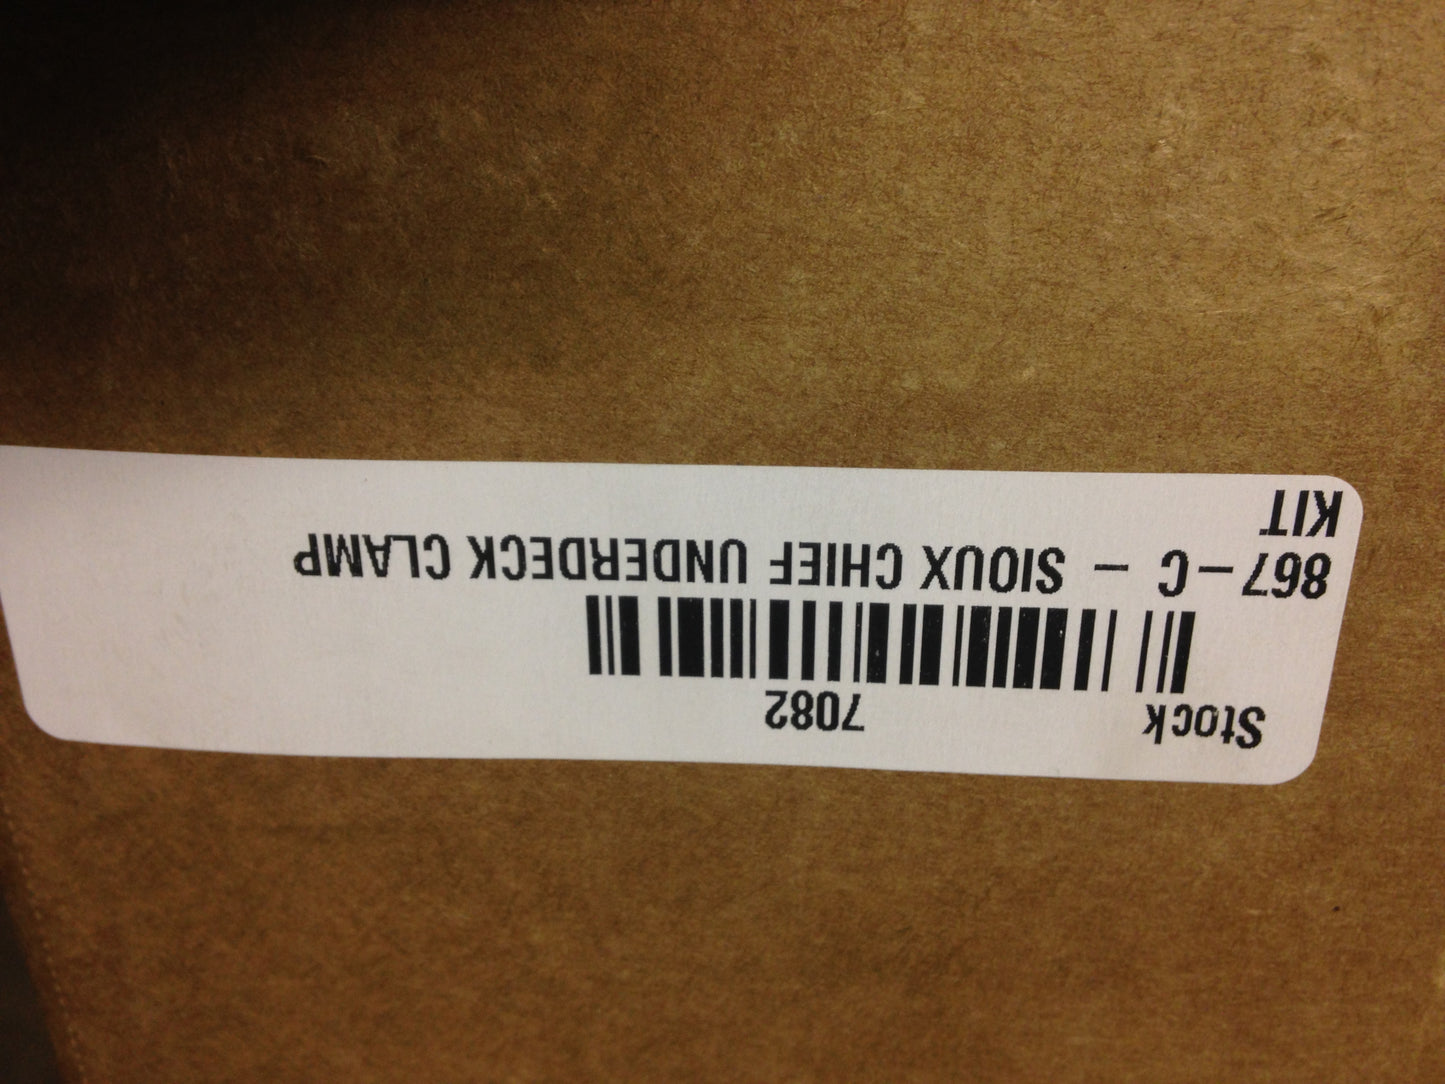 Stock
7082
867-C - SIOUX CHIEF UNDERDECK CLAMP
KIT